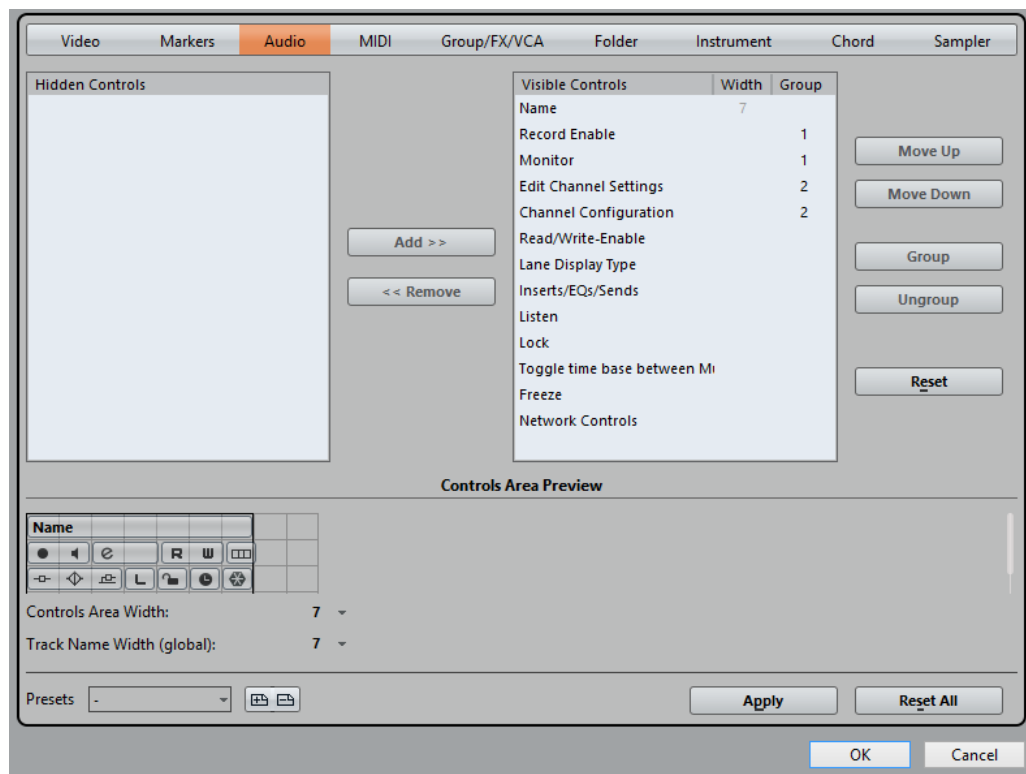 Video Markers Audio MIDI Group/FX/VCA Folder Instrument Chord Sampler
Hidden Controls
Visible Controls Width Group
Name 7
Record Enable 1
Monitor 1
Edit Channel Settings 2
Channel Configuration 2
Read/Write-Enable
Lane Display Type
Inserts/EQs/Sends
Listen
Lock
Toggle time base between
Freeze
Network Controls
Add >>
<< Remove
Move Up
Move Down
Group
Ungroup
Reset
Controls Area Preview
Name
e R W
L
Controls Area Width: 7
Track Name Width (global): 7
Presets -
Apply
Reset All
OK
Cancel